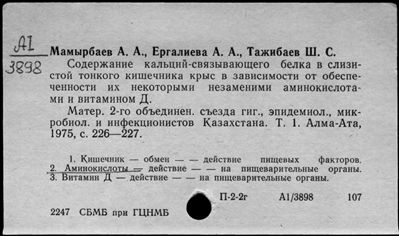 АI
3898
Мамырбаев А. А., Ергалиева А. А., Тажибаев Ш. С.
Содержание кальций-связывающего белка в слизи-
стой тонкого кишечника крыс в зависимости от обеспе-
ченности их некоторыми незаменими аминокислота-
ми и витамином Д.
Матер. 2-го объединен. съезда гиг., эпидемиол., мик-
робиол. и инфекционистов Казахстана. Т. 1. Алма-Ата,
1975, с. 226—227.
1. Кишечник — обмен — — действие пищевых факторов.
2. Аминокислоты — действие — — на пищеварительные органы.
3. Витамин Д — действие — — на пищеварительные органы.
П-2-2г А1/3898 107
2247 СБМБ при ГЦНМБ